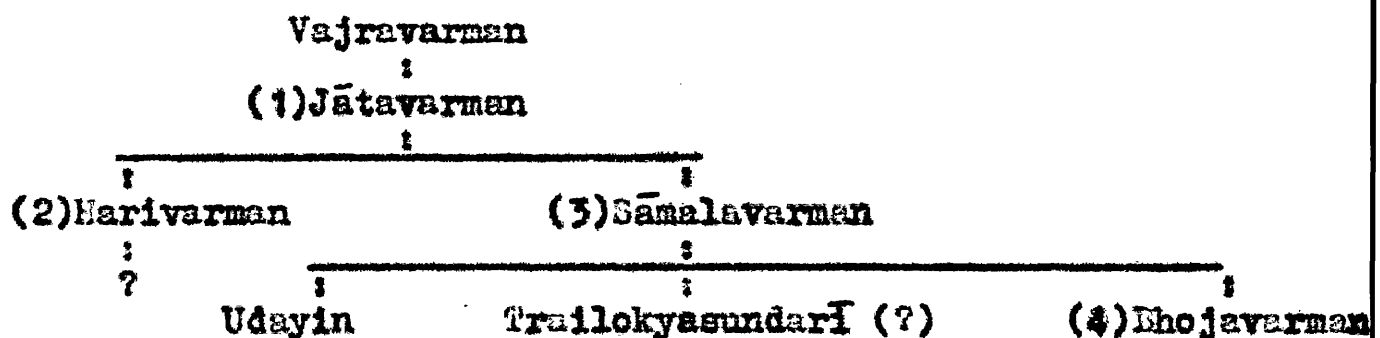 Vajravarman
(1)Jātavarman
(2)Harivarman (3)Sāmalavarman
?
Udayin Trailokyasundarī (?) (4)Bhojavarman